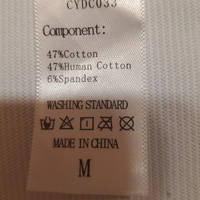 CYDC033
Component:
47%Cotton
47%Human Cotton
6%Spandex
WASHING STANDARD
MADE IN CHINA
M